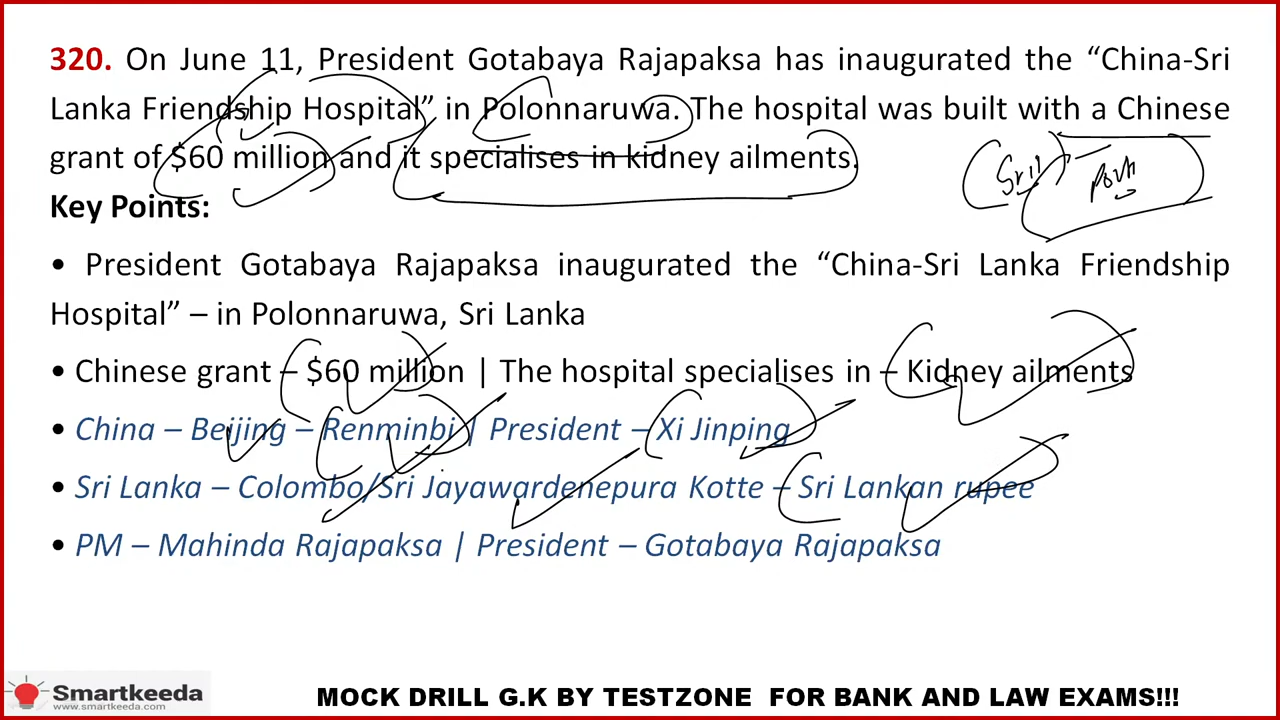 320. On June 11, President Gotabaya Rajapaksa has inaugurated the “China-Sri
Lanka Friendship Hospital” in Polonnaruwa. The hospital was built with a Chinese
grant of $60 million and it specialises in kidney ailments.
Key Points:
• President Gotabaya Rajapaksa inaugurated the “China-Sri Lanka Friendship
Hospital” – in Polonnaruwa, Sri Lanka
• Chinese grant – $60 million | The hospital specialises in – Kidney ailments
• China – Beijing – Renminbi | President – Xi Jinping
• Sri Lanka – Colombo/Sri Jayawardenepura Kotte – Sri Lankan rupee
• PM – Mahinda Rajapaksa | President – Gotabaya Rajapaksa
Smartkeeda
www.smartkeeda.com
MOCK DRILL G.K BY TESTZONE FOR BANK AND LAW EXAMS!!!